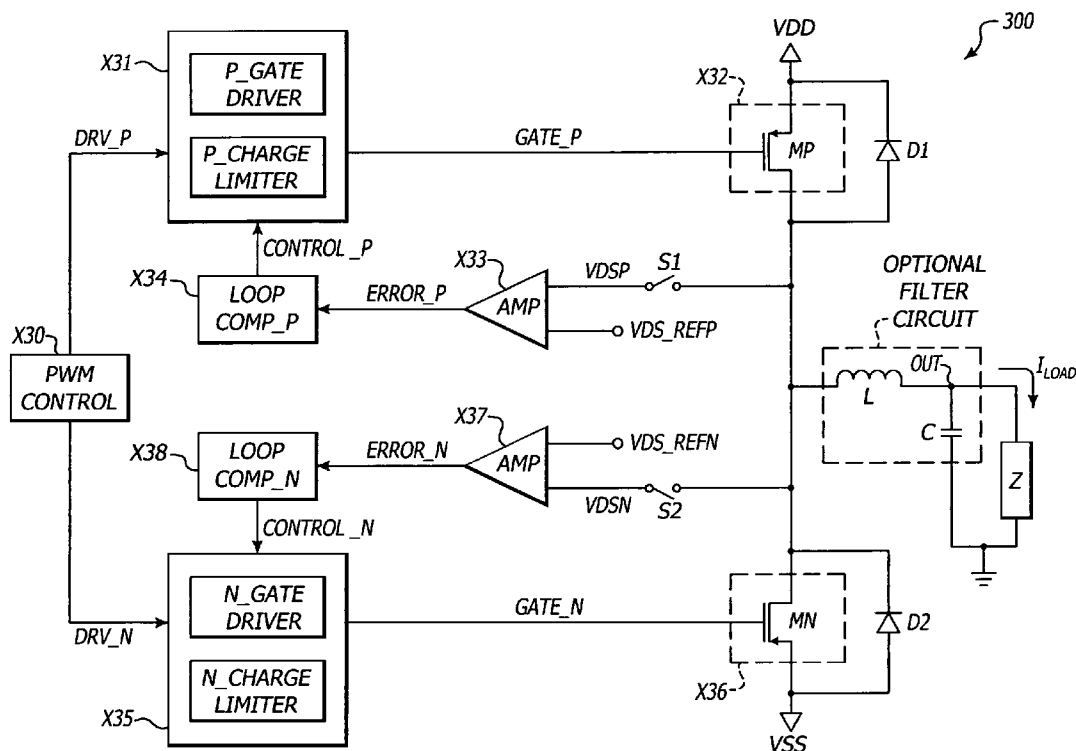 300
VDD
X31
P_GATE
DRIVER
P_CHARGE
LIMITER
DRV_P
GATE_P
X32
MP
D1
CONTROL_P
X34
LOOP
COMP_P
ERROR_P
X33
AMP
VDSP
S1
VDS_REFP
OPTIONAL
FILTER
CIRCUIT
X30
PWM
CONTROL
L
OUT
ILOAD
C
Z
X38
LOOP
COMP_N
ERROR_N
X37
AMP
VDS_REFN
VDSN
S2
CONTROL_N
X35
N_GATE
DRIVER
N_CHARGE
LIMITER
DRV_N
GATE_N
MN
X36
D2
VSS